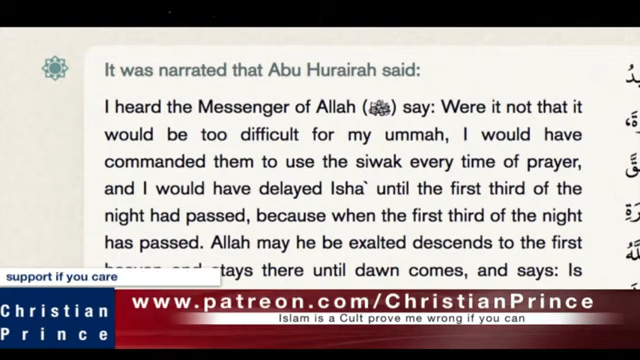 It was narrated that Abu Hurairah said:
I heard the Messenger of Allah (ﷺ) say: Were it not that it
would be too difficult for my ummah, I would have
commanded them to use the siwak every time of prayer,
and I would have delayed Isha` until the first third of the
night had passed, because when the first third of the night
has passed. Allah may he be exalted descends to the first
stays there until dawn comes, and says: Is
support if you care
Christian
Prince
www.patreon.com/ChristianPrince
Islam is a Cult prove me wrong if you can